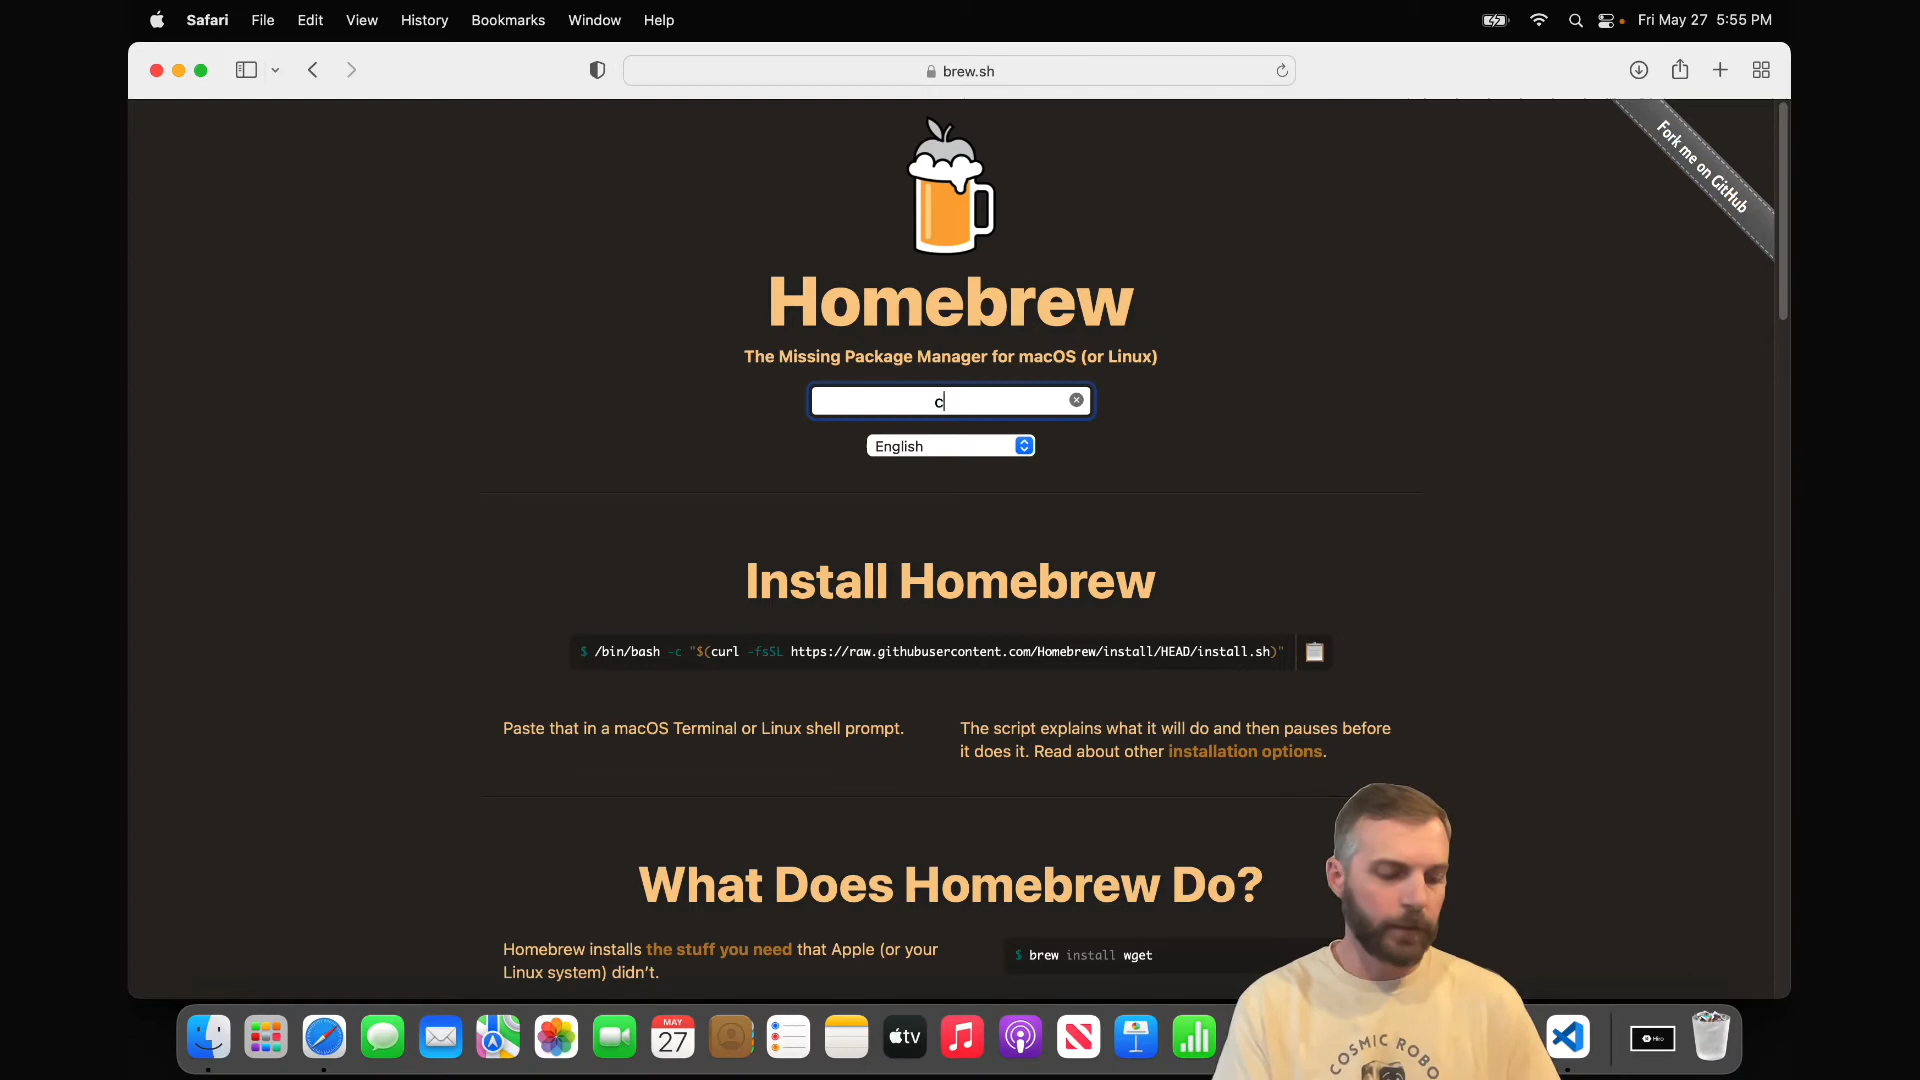 Safari File Edit View History Bookmarks Window Help
Fri May 27 5:55 PM
brew.sh
Fork me on GitHub
Homebrew
The Missing Package Manager for macOS (or Linux)
c
English
Install Homebrew
$ /bin/bash -c "$(curl -fsSL https://raw.githubusercontent.com/Homebrew/install/HEAD/install.sh)"
Paste that in a macOS Terminal or Linux shell prompt.
The script explains what it will do and then pauses before
it does it. Read about other installation options.
What Does Homebrew Do?
Homebrew installs the stuff you need that Apple (or your
Linux system) didn't.
$ brew install wget
MAY
27
tv
Hiro
COSMIC ROBO